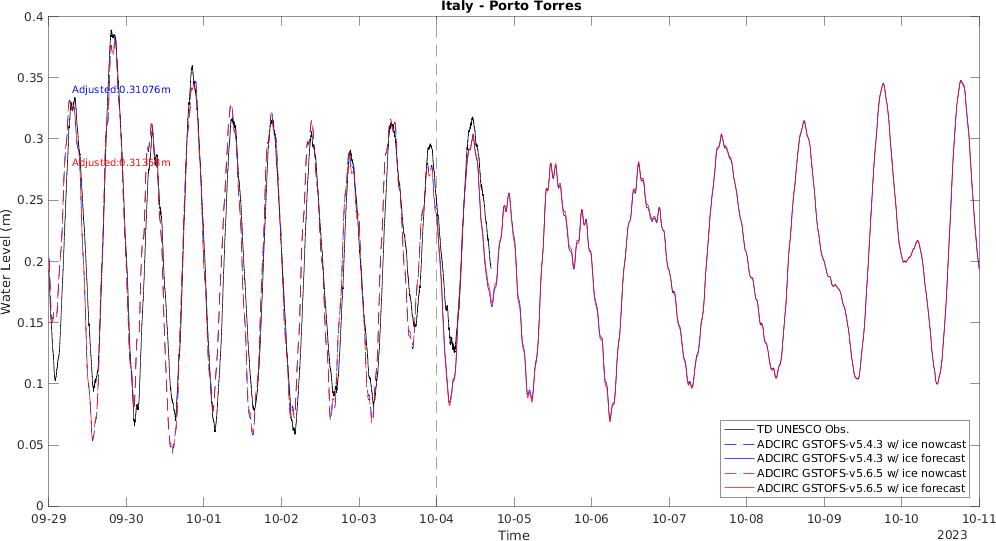 Italy - Porto Torres
0.4
0.35
0.3
0.25
0.2
0.15
0.1
0.05
0
Water Level (m)
Adjusted:0.31076m
09-29
09-30
10-01
10-02
10-03
10-04
10-05
10-06
10-07
10-08
10-09
10-10
10-11
2023
Time
TD UNESCO Obs.
ADCIRC GSTOFS-v5.4.3 w/ ice nowcast
ADCIRC GSTOFS-v5.4.3 w/ ice forecast
ADCIRC GSTOFS-v5.6.5 w/ ice nowcast
ADCIRC GSTOFS-v5.6.5 w/ ice forecast